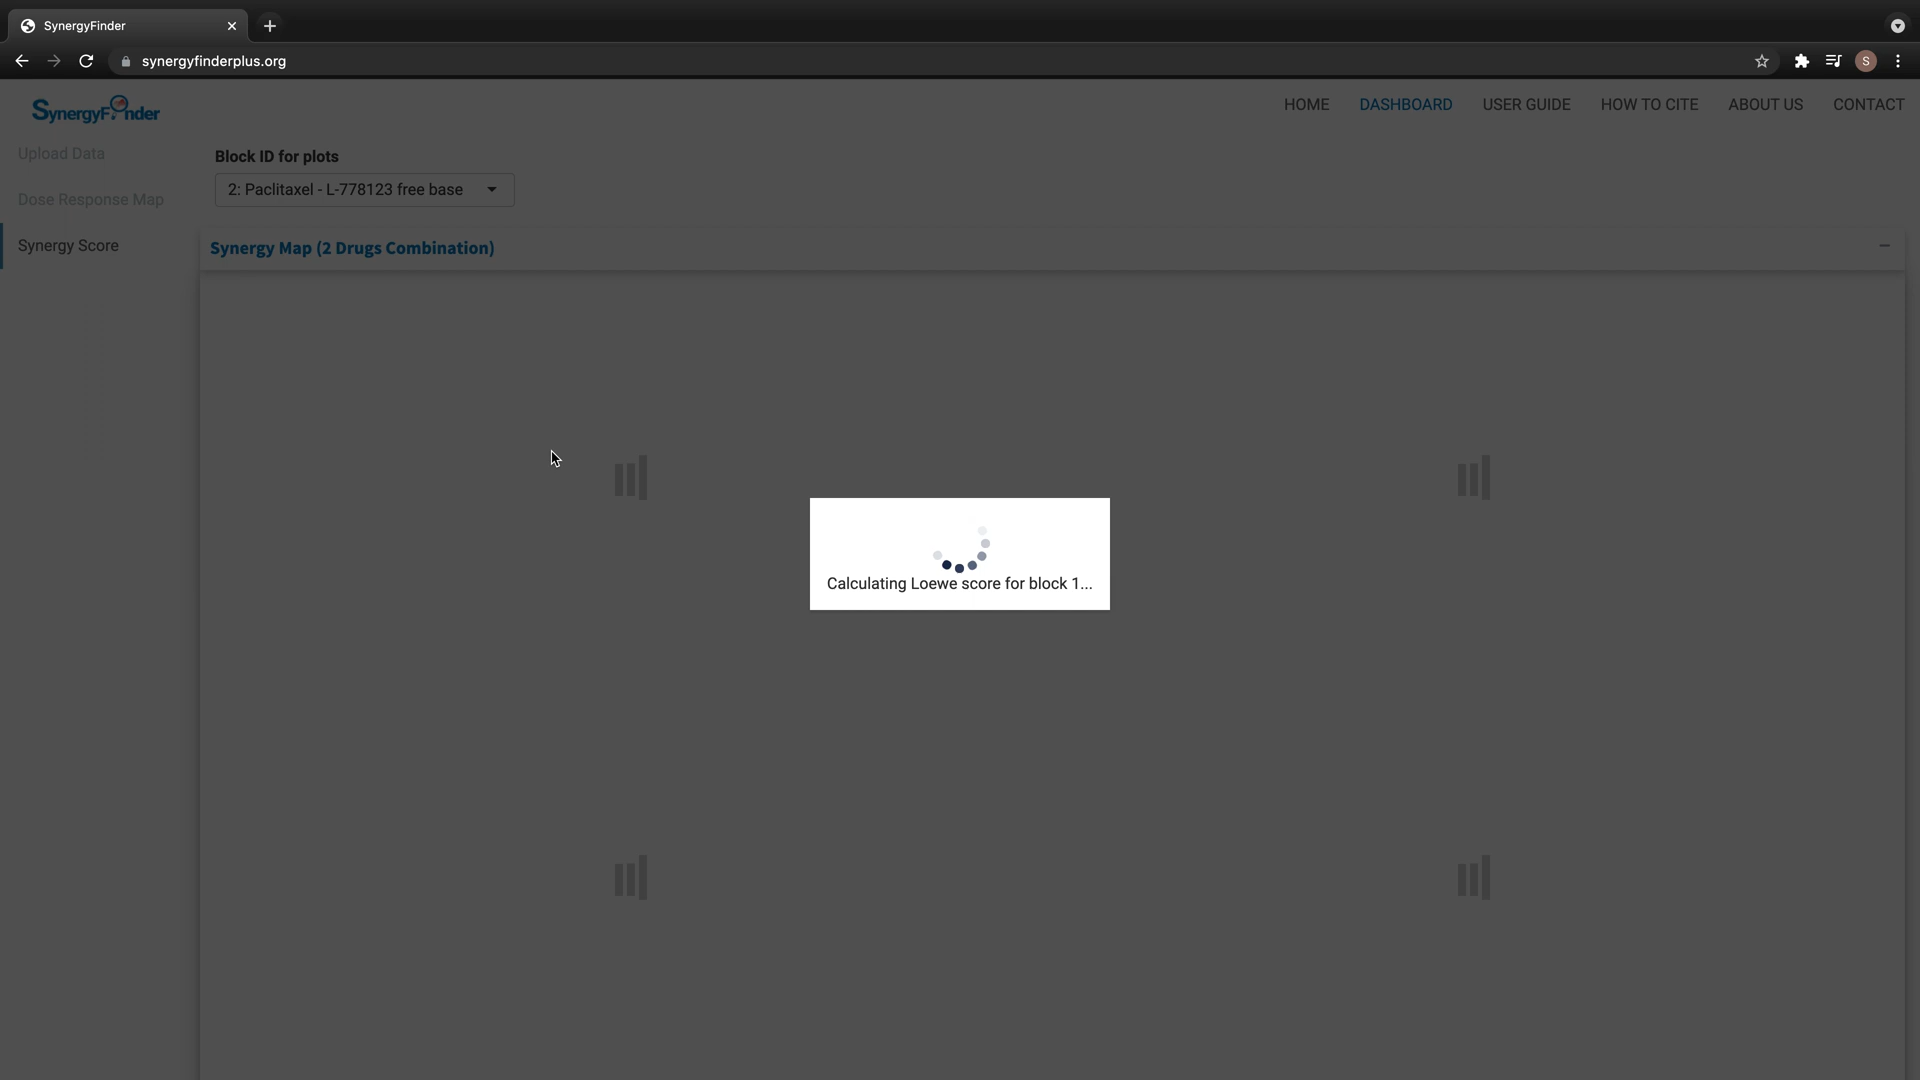 SynergyFinder
synergyfinderplus.org
S
SynergyFinder
HOME
DASHBOARD
USER GUIDE
HOW TO CITE
ABOUT US
CONTACT
Upload Data
Dose Response Map
Synergy Score
Block ID for plots
2: Paclitaxel - L-778123 free base
Synergy Map (2 Drugs Combination)
Calculating Loewe score for block 1...